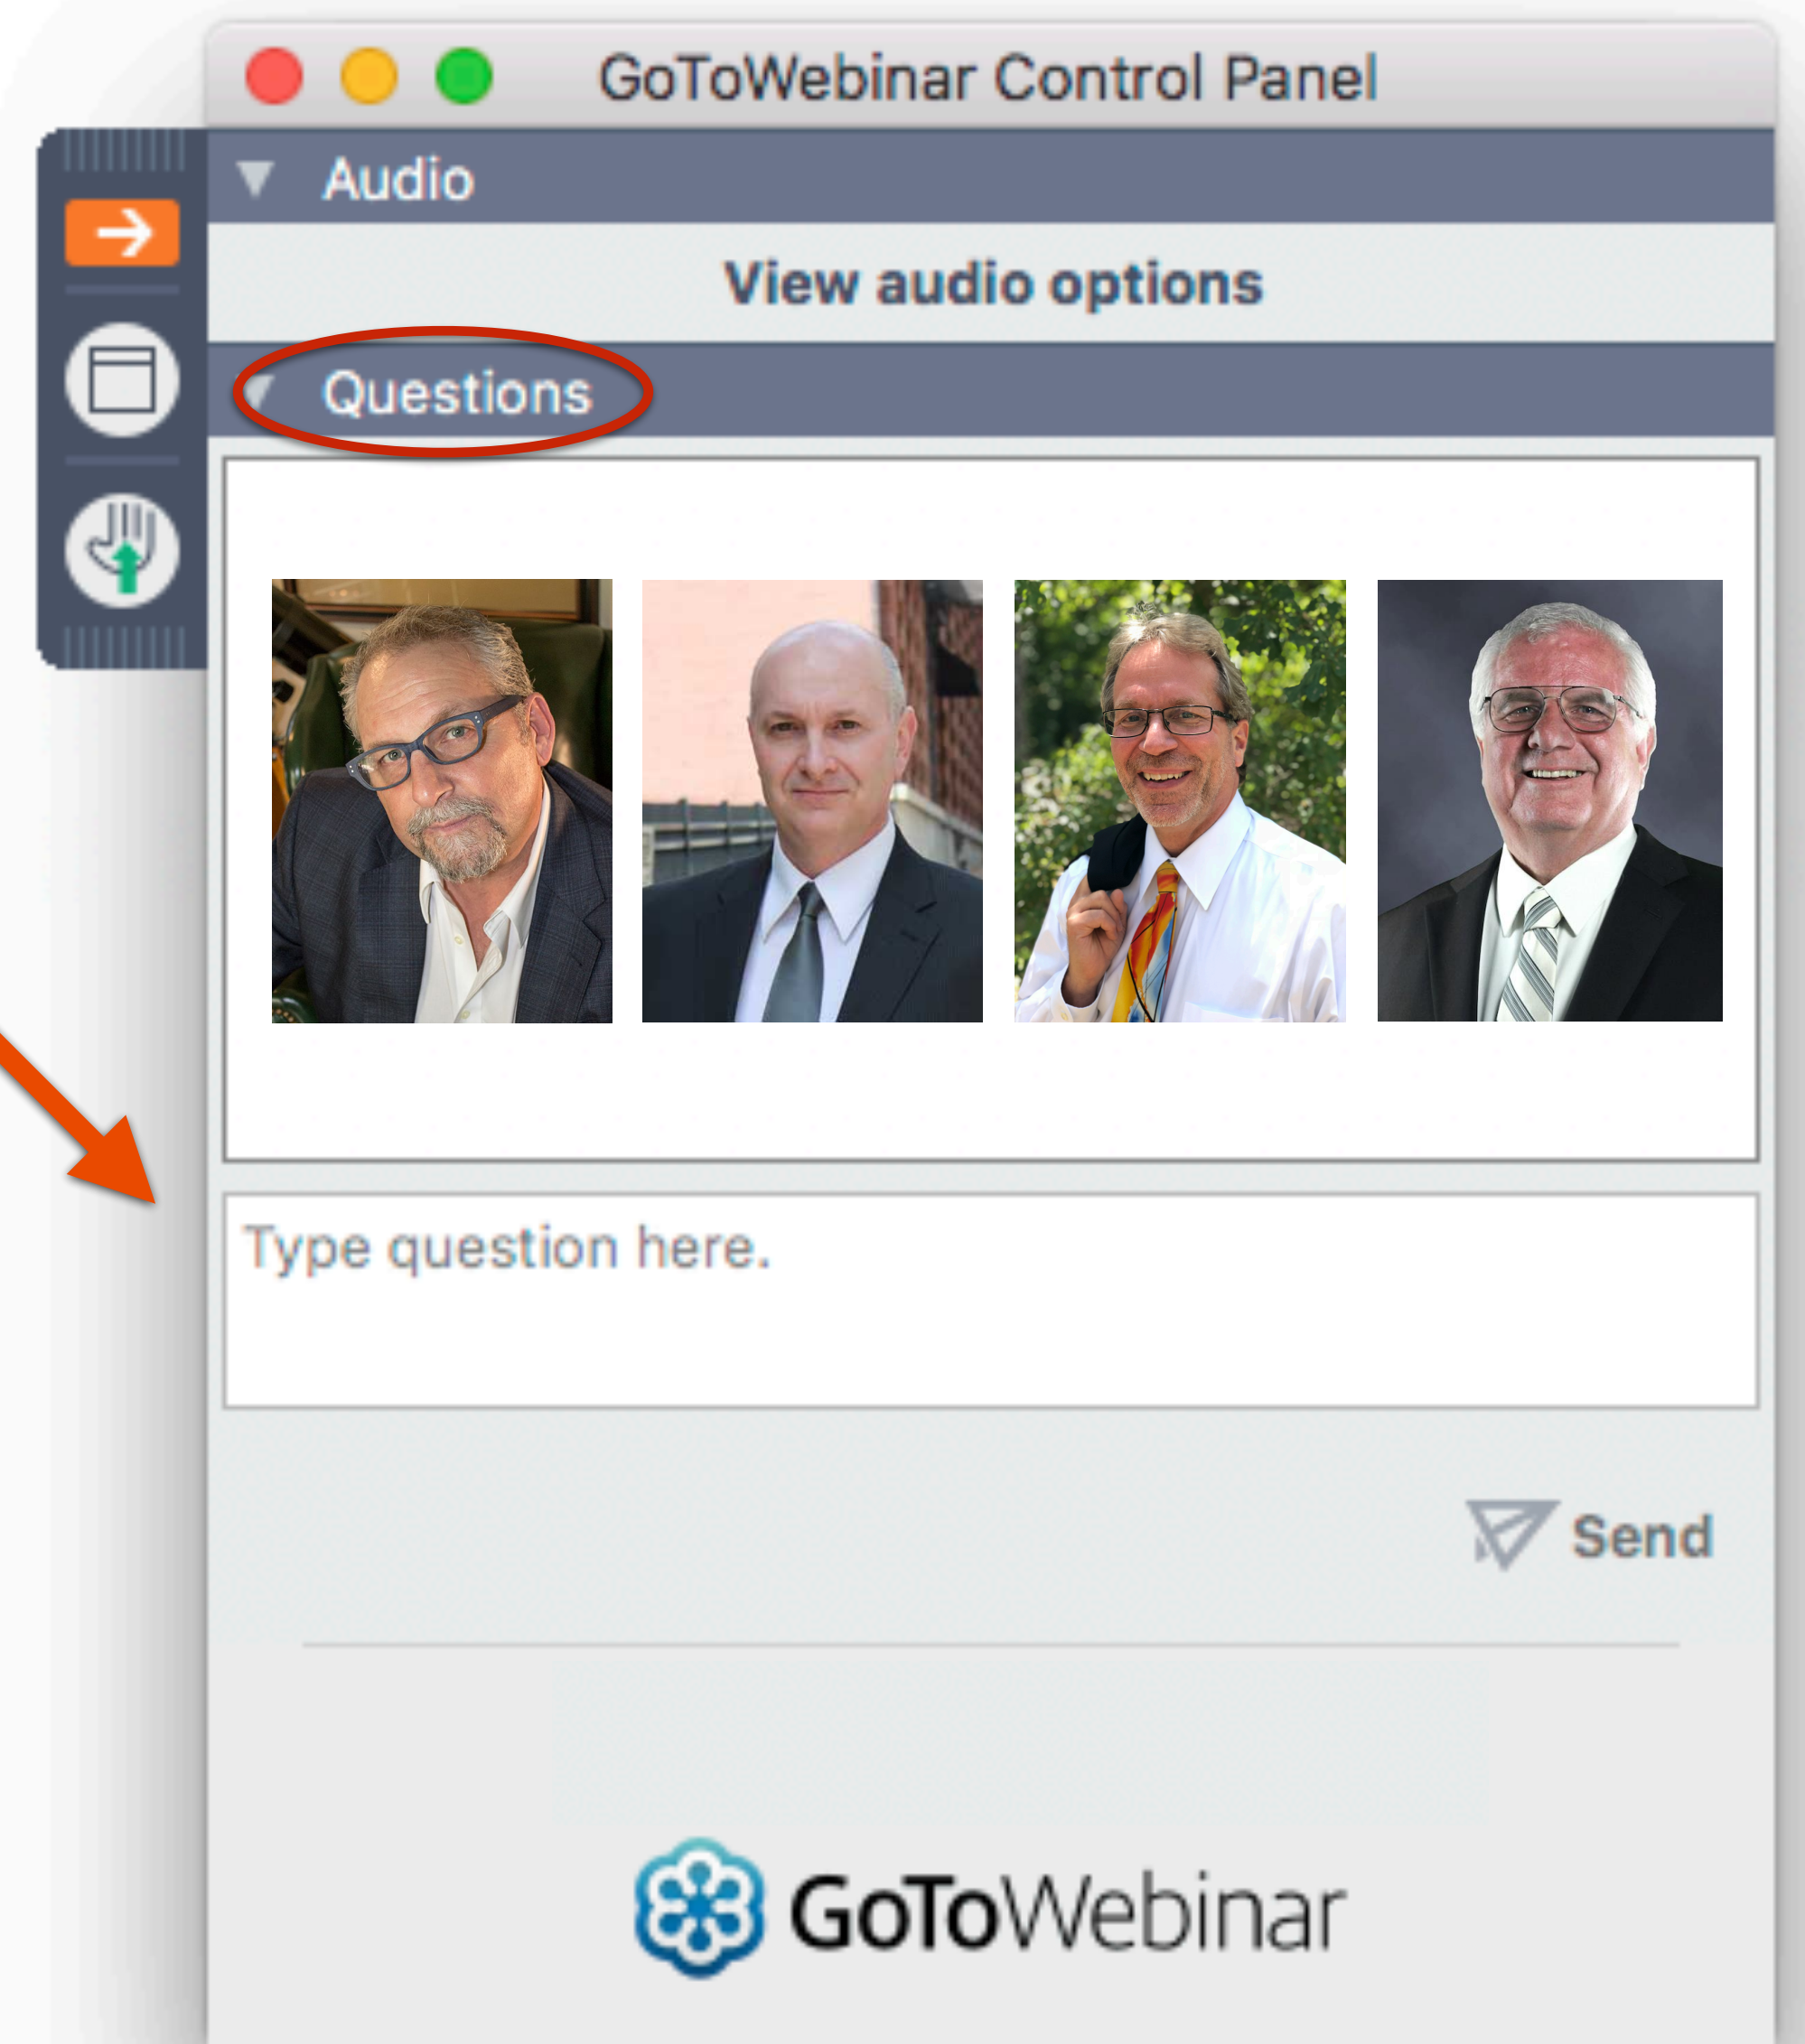 GoToWebinar Control Panel
Audio
View audio options
Questions
Type question here.
Send
GoToWebinar